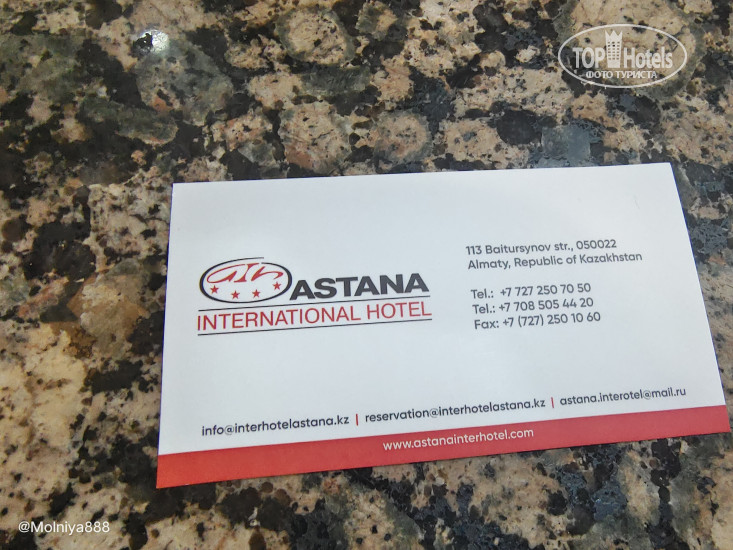 TOP Hotels
ФОТО ТУРИСТА
113 Baitursynov str., 050022
Almaty, Republic of Kazakhstan
ASTANA
INTERNATIONAL HOTEL
Tel.: +7 727 250 70 50
Tel.: +7 708 505 44 20
Fax: +7 (727) 250 10 60
info@interhotelastana.kz | reservation@interhotelastana.kz | astana.interotel@mail.ru
www.astanainterhotel.com
@Molniya888